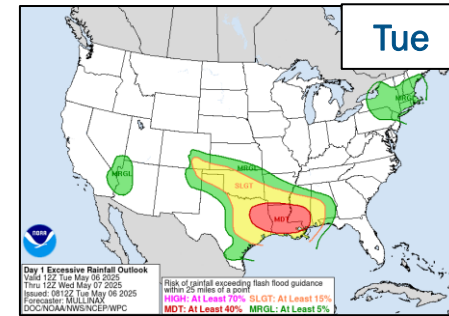 Tue
MRGL
MRGL
MRGL
SLGT
MDT
NOAA
Day 1 Excessive Rainfall Outlook
Valid 12Z Tue May 06 2025
Thru 12Z Wed May 07 2025
Issued: 0812Z Tue May 06 2025
Forecaster: MULLINAX
DOC/NOAA/NWS/NCEP/WPC
Risk of rainfall exceeding flash flood guidance
within 25 miles of a point
HIGH: At Least 70% SLGT: At Least 15%
MDT: At Least 40% MRGL: At Least 5%